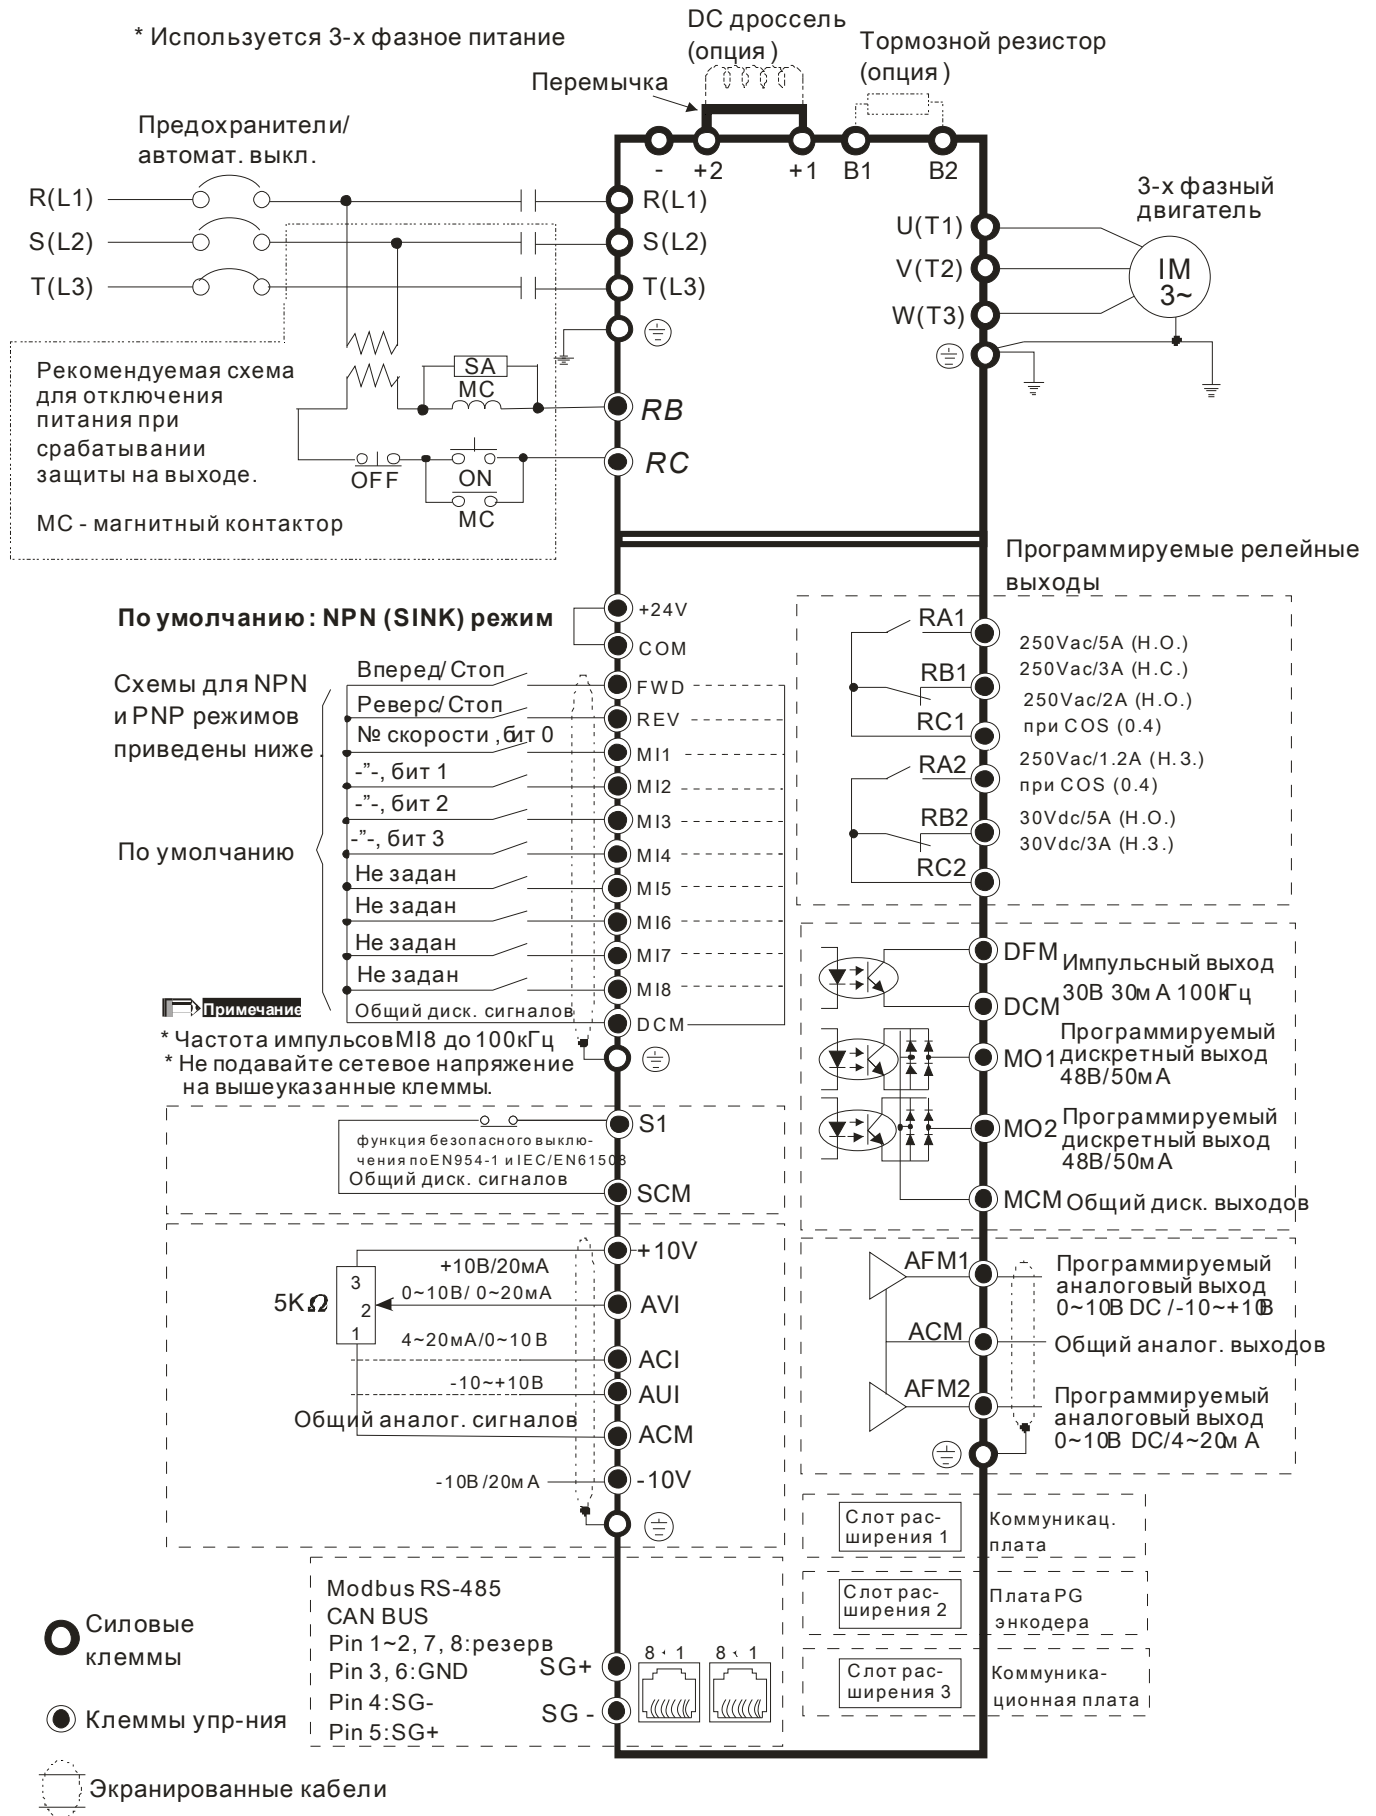 * Используется 3-х фазное питание
DC дроссель
(опция )
Тормозной резистор
(опция )
Перемычка
Предохранители/
автомат. выкл.
- +2 +1 B1 B2
R(L1)
S(L2)
T(L3)
R(L1)
S(L2)
T(L3)
U(T1)
V(T2)
W(T3)
3-х фазный
двигатель
IM
3~
Рекомендуемая схема
для отключения
питания при
срабатывании
защиты на выходе.
МС - магнитный контактор
SA
MC
OFF
ON
MC
RB
RC
По умолчанию: NPN (SINK) режим
Схемы для NPN
и PNP режимов
приведены ниже .
По умолчанию
+24V
COM
Вперед/ Стоп
FWD
Реверс/ Стоп
REV
№ скорости , бит 0
MI1
-”-, бит 1
MI2
-”-, бит 2
MI3
-”-, бит 3
MI4
Не задан
MI5
Не задан
MI6
Не задан
MI7
Не задан
MI8
Общий диск. сигналов
DCM
Примечание
* Частота импульсов MI8 до 100кГц
* Не подавайте сетевое напряжение
на вышеуказанные клеммы.
Программируемые релейные
выходы
RA1
RB1
RC1
RA2
RB2
RC2
250Vac/5A (Н.О.)
250Vac/3A (Н.С.)
250Vac/2A (Н.О.)
при COS (0.4)
250Vac/1.2A (Н.З.)
при COS (0.4)
30Vdc/5A (Н.О.)
30Vdc/3A (Н.З.)
DFM
Импульсный выход
30В 30мА 100кГц
DCM
MO1
Программируемый
дискретный выход
48В/50мА
MO2
Программируемый
дискретный выход
48В/50мА
MCM Общий диск. выходов
S1
функция безопасного выклю-
чения по EN954-1 и IEC/EN61508
Общий диск. сигналов
SCM
+10V
+10В/20мА
5KΩ
3
2
1
0~10В/ 0~20мА
AVI
4~20мА/0~10В
ACI
-10~+10В
AUI
Общий аналог. сигналов
ACM
-10В/20мА
-10V
AFM1
Программируемый
аналоговый выход
0~10В DC /-10~+10В
ACM
Общий аналог. выходов
AFM2
Программируемый
аналоговый выход
0~10В DC/4~20мА
Слот рас-
ширения 1
Коммуникац.
плата
Слот рас-
ширения 2
Плата PG
энкодера
Слот рас-
ширения 3
Коммуника-
ционная плата
Modbus RS-485
CAN BUS
Pin 1~2, 7, 8:резерв
Pin 3, 6:GND
Pin 4:SG-
Pin 5:SG+
SG+
SG -
8 1
8 1
Силовые
клеммы
Клеммы упр-ния
Экранированные кабели